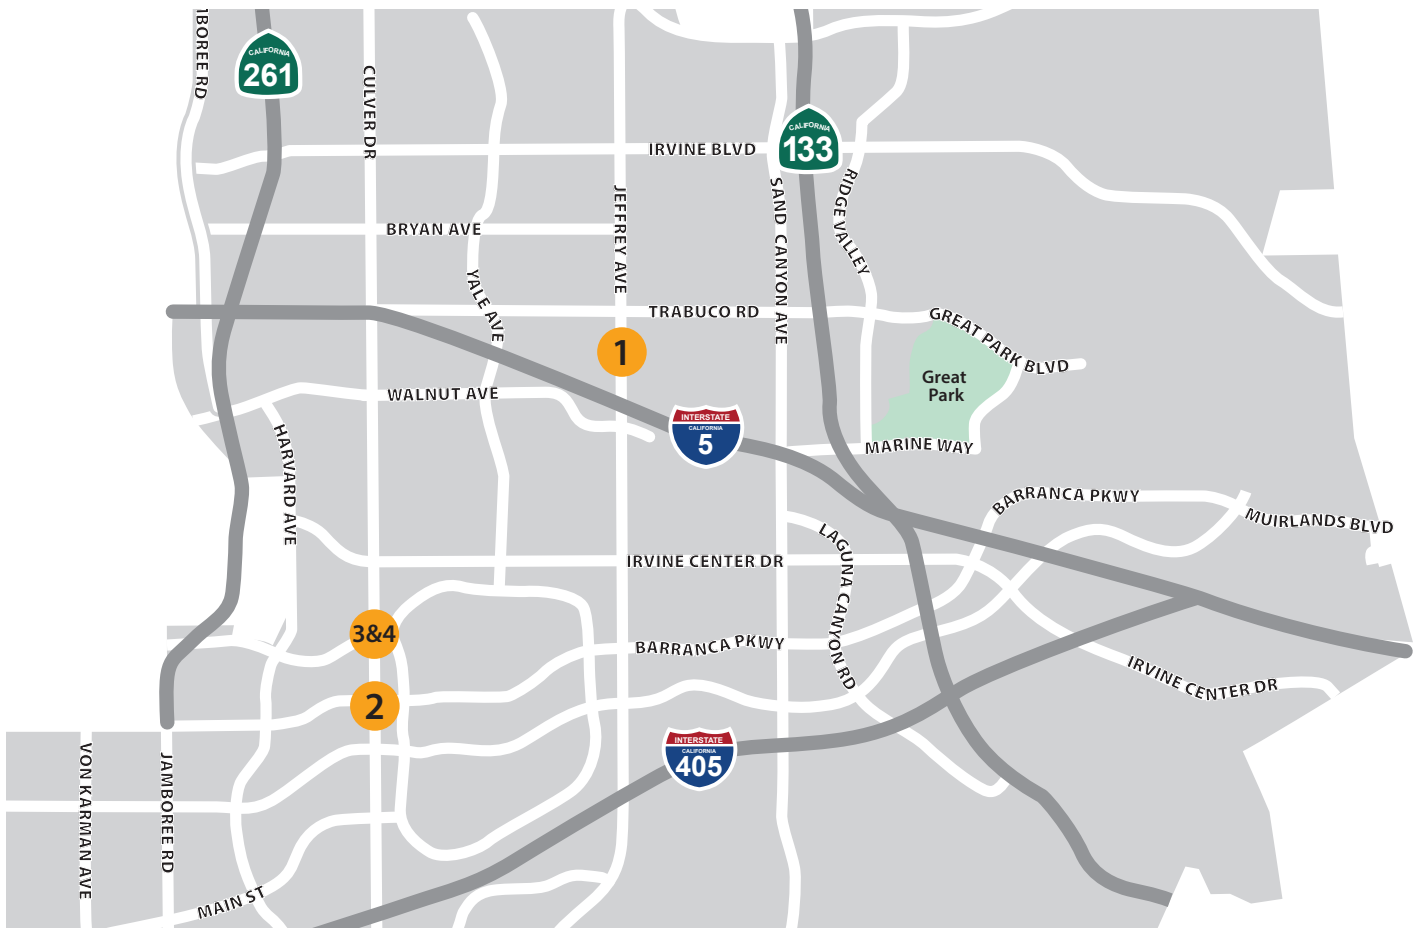 MBOREE RD
CALIFORNIA
261
CULVER DR
CALIFORNIA
133
IRVINE BLVD
RIDGE VALLEY
SAND CANYON AVE
JEFFREY AVE
BRYAN AVE
YALE AVE
TRABUCO RD
GREAT PARK BLVD
1
Great
Park
WALNUT AVE
INTERSTATE
CALIFORNIA
5
MARINE WAY
HARVARD AVE
BARRANCA PKWY
MUIRLANDS BLVD
LAGUNA CANYON RD
IRVINE CENTER DR
3&4
BARRANCA PKWY
IRVINE CENTER DR
2
INTERSTATE
CALIFORNIA
405
VON KARMAN AVE
JAMBOREE RD
MAIN ST